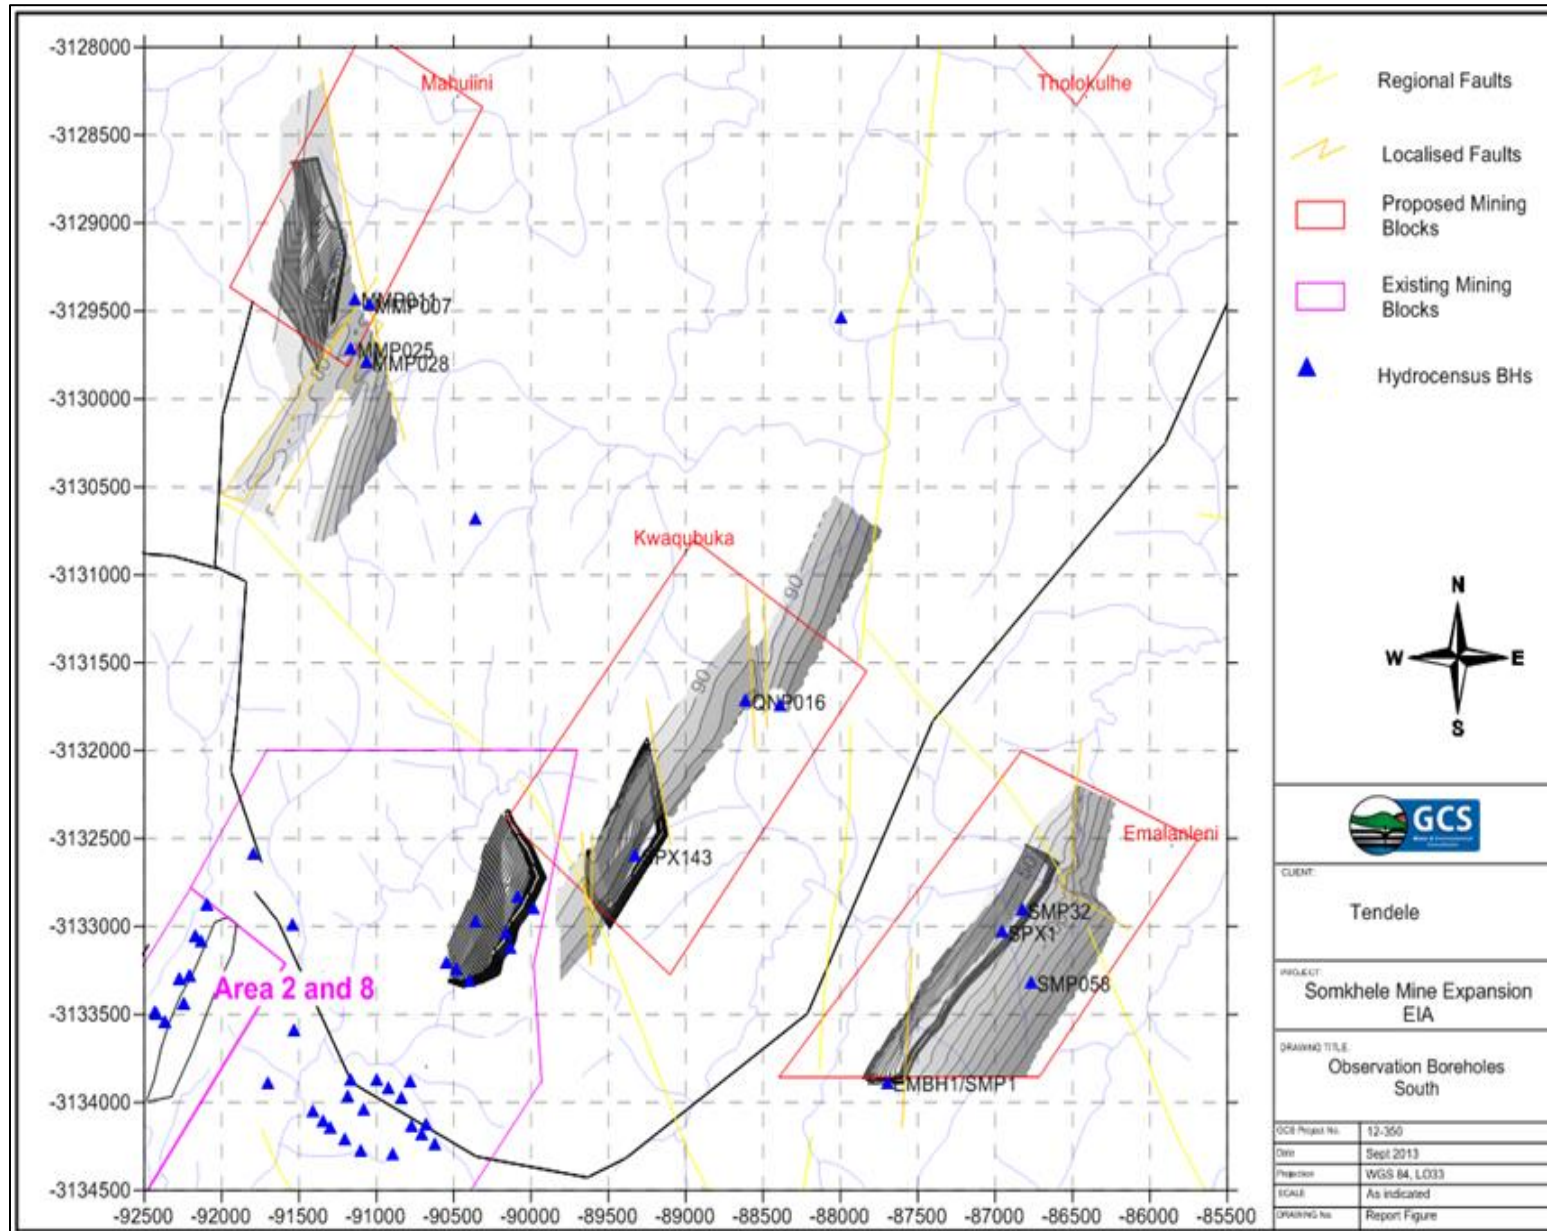 -3128000
-3128500
-3129000
-3129500
-3130000
-3130500
-3131000
-3131500
-3132000
-3132500
-3133000
-3133500
-3134000
-3134500
-92500 -92000 -91500 -91000 -90500 -90000 -89500 -89000 -88500 -88000 -87500 -87000 -86500 -86000 -85500
Tholokulhe
MMP011
MMP007
MMP025
MMP028
Kwaqubuka
90
90
QNP016
SPX143
Emalanleni
50
SMP32
SPX1
SMP058
EMBH1/SMP1
Area 2 and 8
Regional Faults
Localised Faults
Proposed Mining
Blocks
Existing Mining
Blocks
Hydrocensus BHs
N
W E
S
GCS
CLIENT:
Tendele
PROJECT:
Somkhele Mine Expansion
EIA
DRAWING TITLE:
Observation Boreholes
South
GCS Project No. 12-350
Date Sept 2013
Projection WGS 84, LO33
SCALE As indicated
DRAWING No. Report Figure